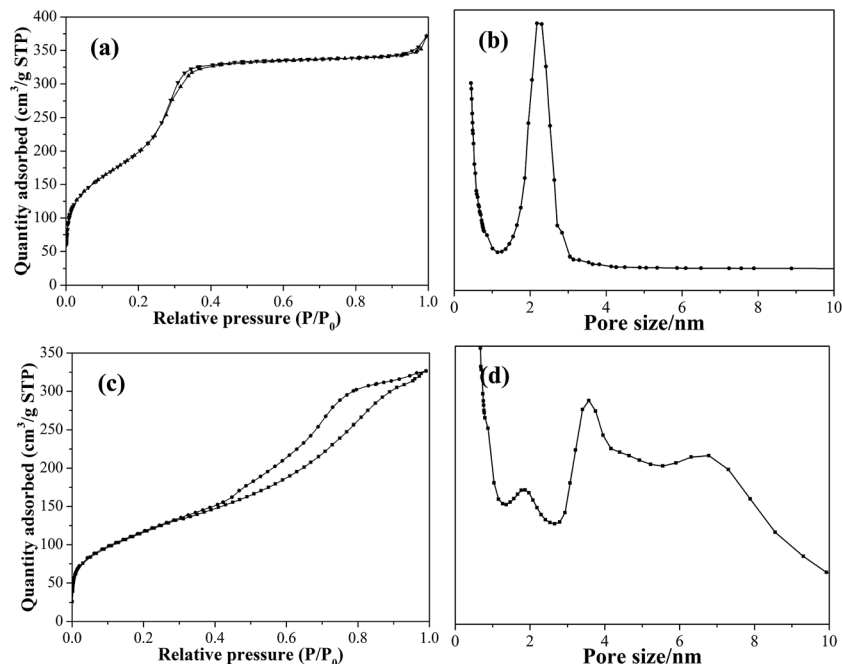 (a)
Quantity adsorbed (cm³/g STP)
400
350
300
250
200
150
100
50
0
0.0 0.2 0.4 0.6 0.8 1.0
Relative pressure (P/P₀)
(b)
0 2 4 6 8 10
Pore size/nm
(c)
Quantity adsorbed (cm³/g STP)
350
300
250
200
150
100
50
0
0.0 0.2 0.4 0.6 0.8 1.0
Relative pressure (P/P₀)
(d)
0 2 4 6 8 10
Pore size/nm